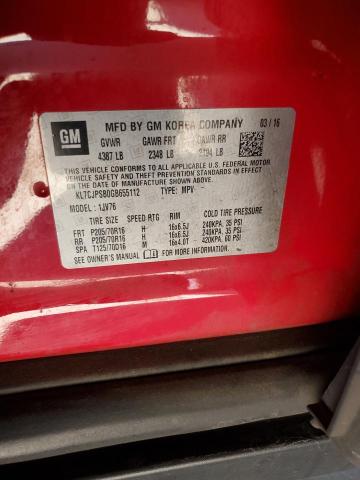 GM
MFD BY GM KOREA COMPANY 03/16
GVWR GAWR FRT GAWR RR
4387 LB 2348 LB 2194 LB
THIS VEHICLE CONFORMS TO ALL APPLICABLE U.S. FEDERAL MOTOR
VEHICLE SAFETY AND THEFT PREVENTION STANDARDS IN EFFECT
ON THE DATE OF MANUFACTURE SHOWN ABOVE.
KL7CJPSB0GB655112 TYPE: MPV
MODEL: 1JV76
TIRE SIZE SPEED RTG RIM COLD TIRE PRESSURE
FRT P205/70R16 H 16x6.5J 240KPA, 35 PSI
RR P205/70R16 H 16x6.5J 240KPA, 35 PSI
SPA T125/70D16 M 16x4.0T 420KPA, 60 PSI
SEE OWNER'S MANUAL FOR MORE INFORMATION.